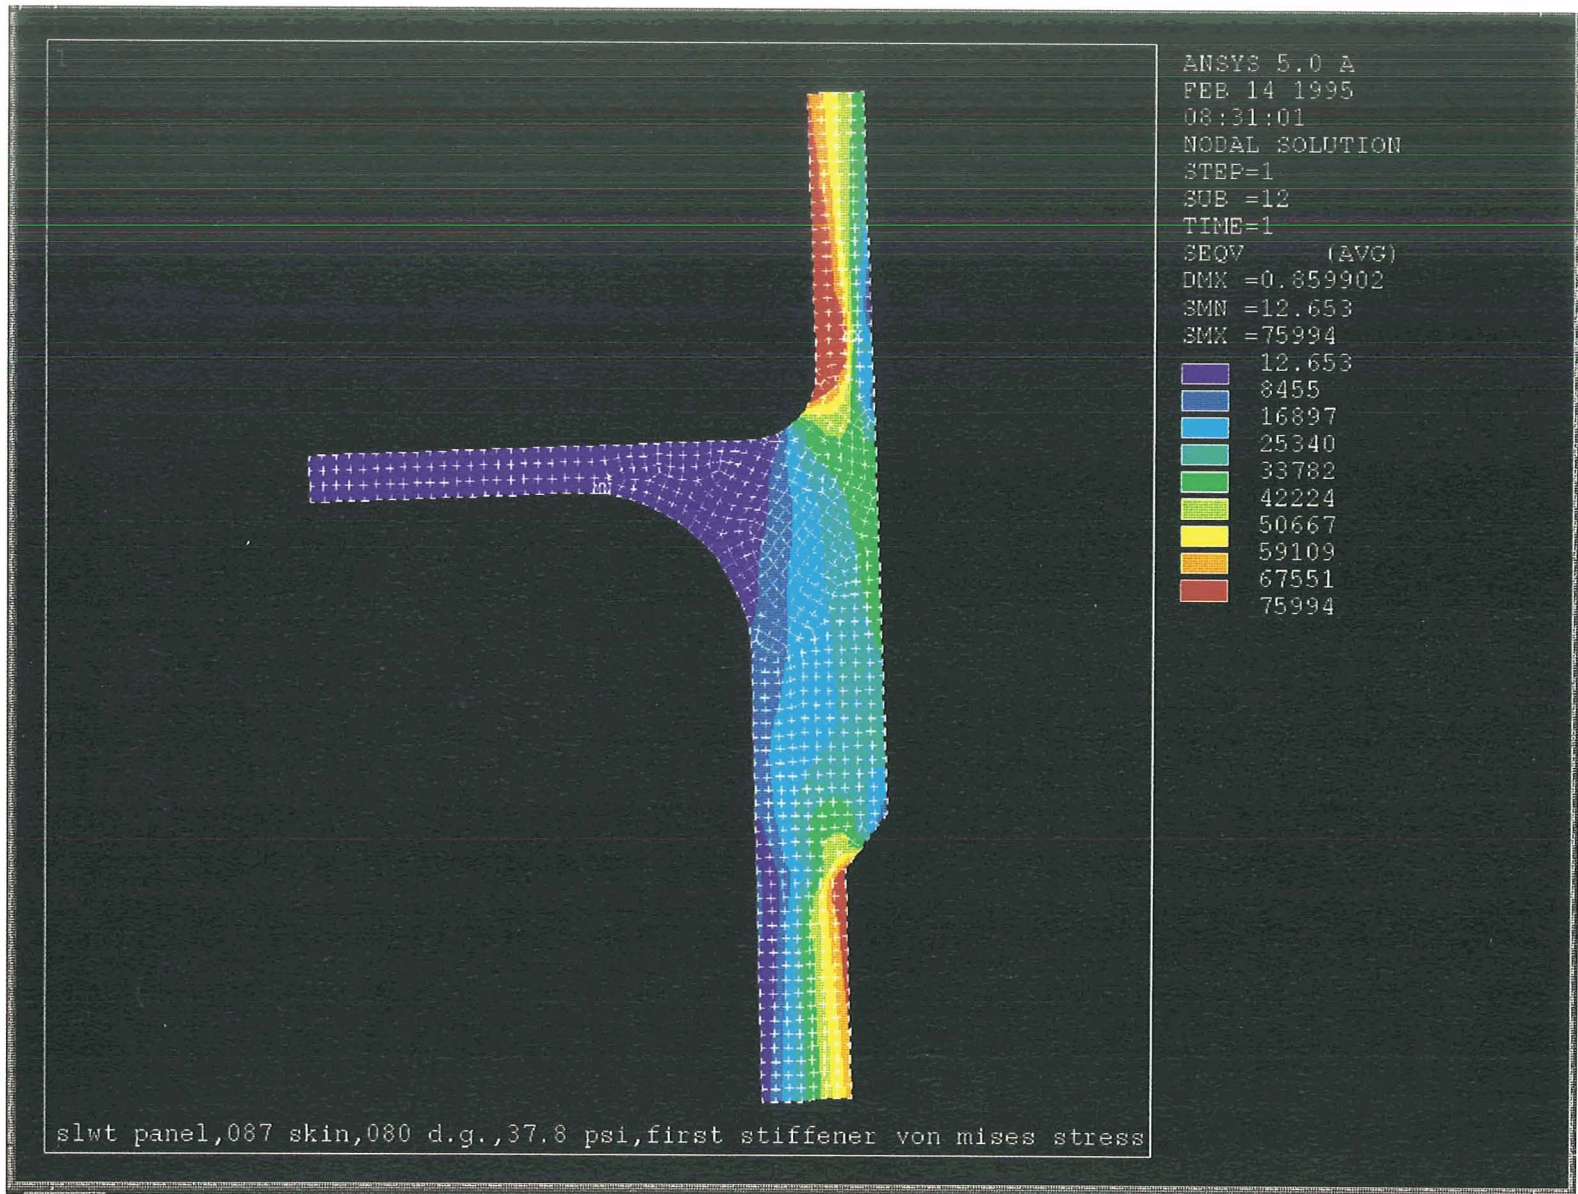 1
ANSYS 5.0 A
FEB 14 1995
08:31:01
NODAL SOLUTION
STEP=1
SUB =12
TIME=1
SEQV (AVG)
DMX =0.859902
SMN =12.653
SMX =75994
12.653
8455
16897
25340
33782
42224
50667
59109
67551
75994
MX
slwt panel,087 skin,080 d.g.,37.8 psi,first stiffener von mises stress